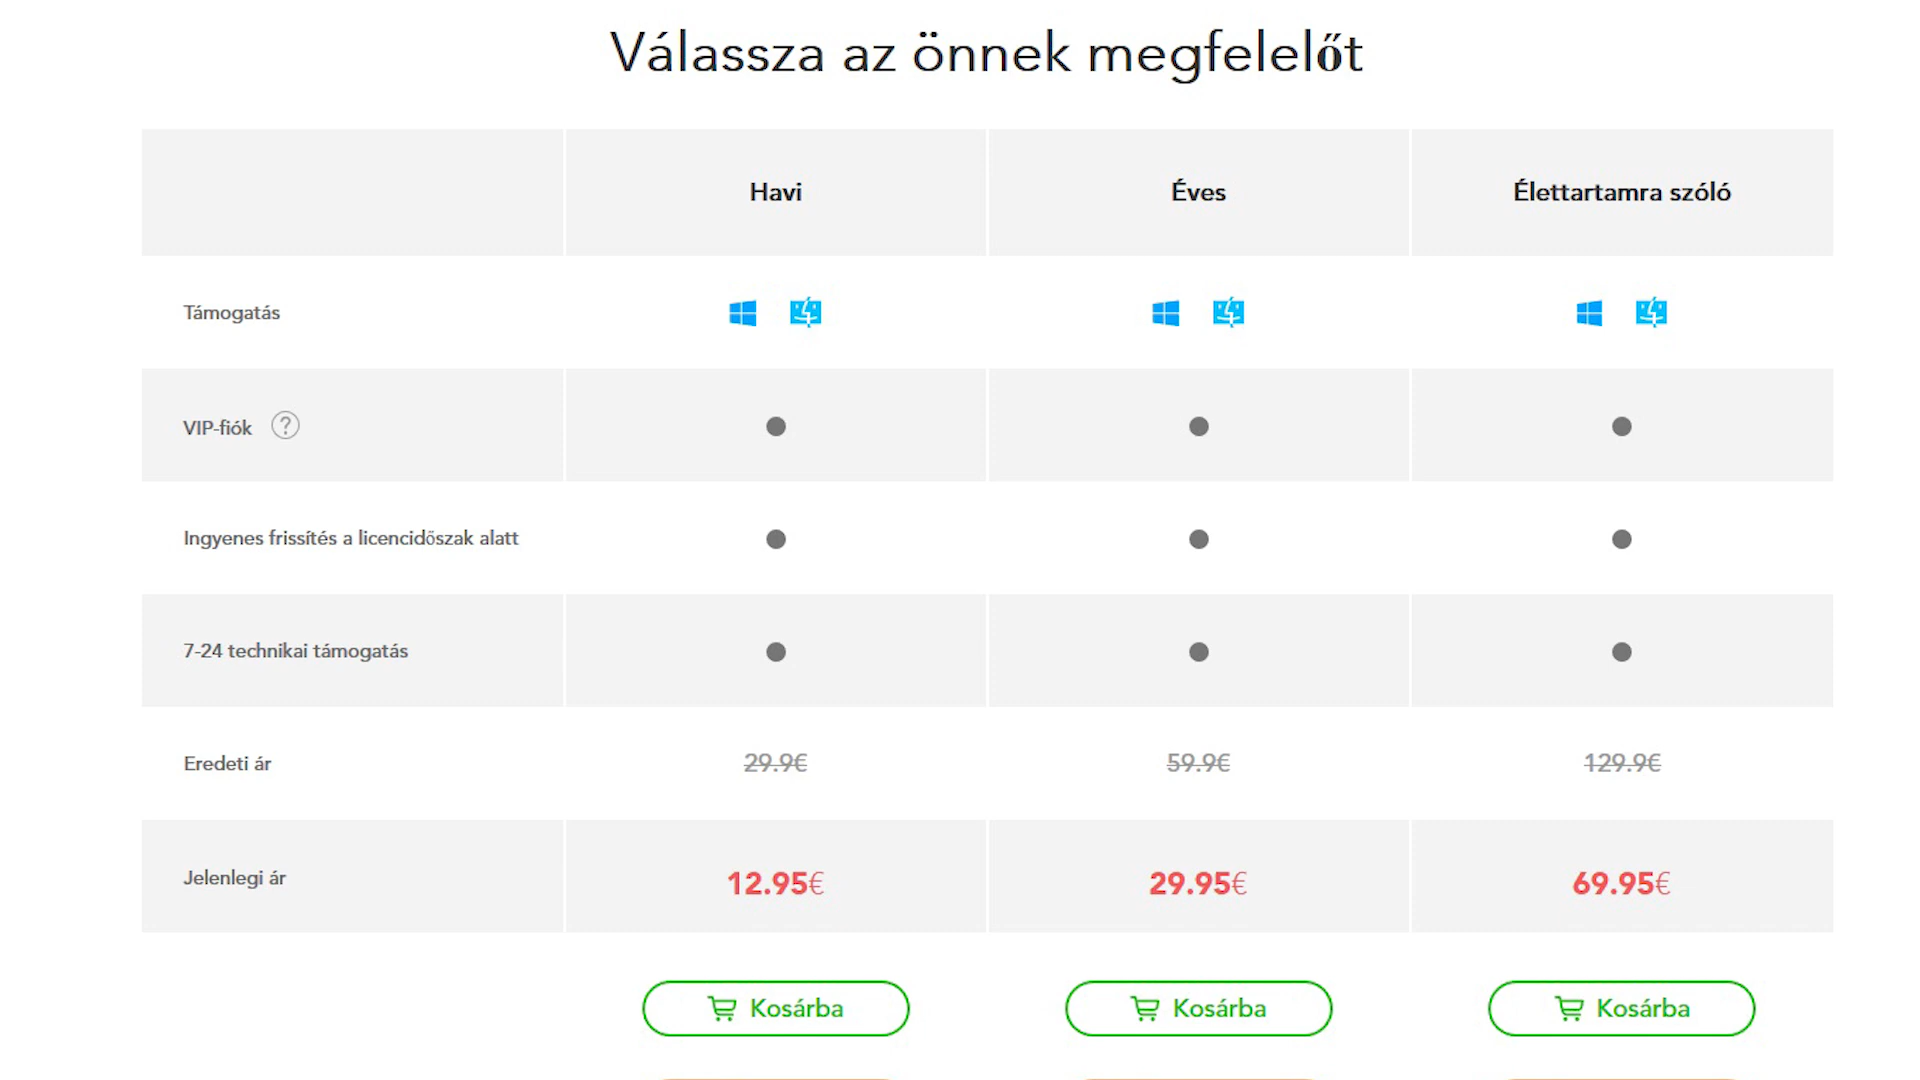 Válassza az önnek megfelelőt
Havi Éves Élettartamra szóló
Támogatás
VIP-fiók ?
Ingyenes frissítés a licencidőszak alatt
7-24 technikai támogatás
Eredeti ár 29.9€ 59.9€ 129.9€
Jelenlegi ár 12.95€ 29.95€ 69.95€
Kosárba Kosárba Kosárba